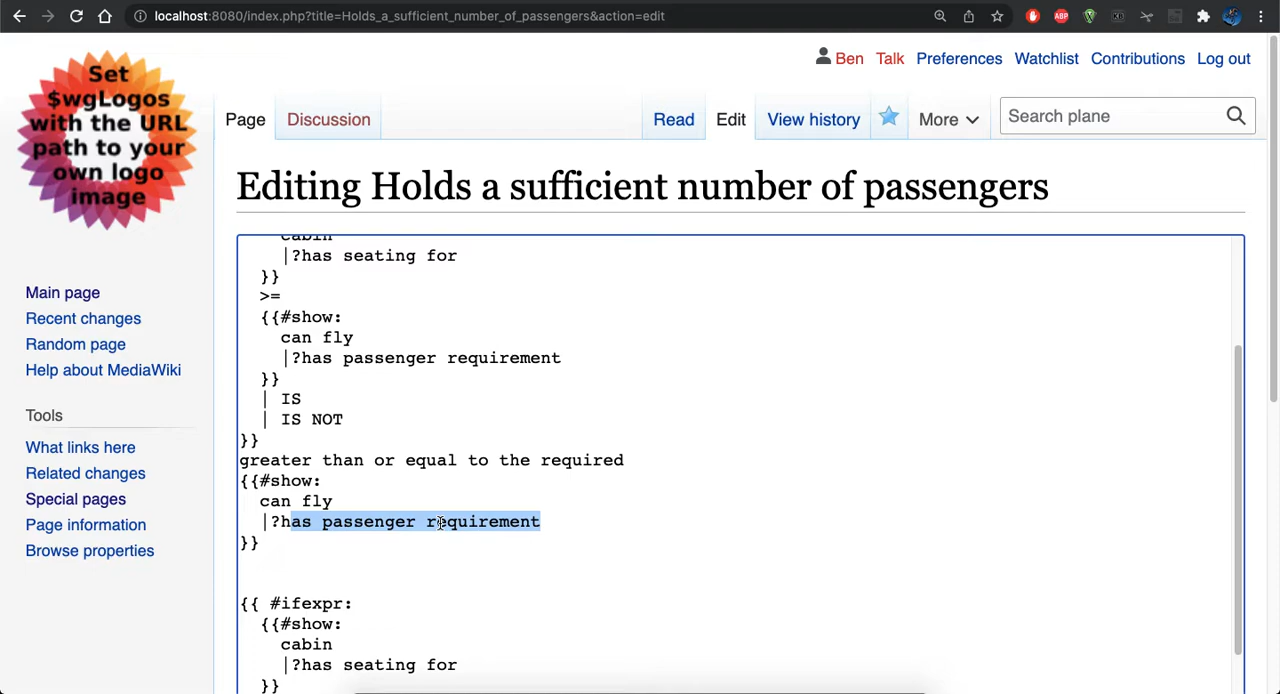 localhost:8080/index.php?title=Holds_a_sufficient_number_of_passengers&action=edit
ABP
Set
$wgLogos
with the URL
path to your
own logo
image
Ben Talk Preferences Watchlist Contributions Log out
Page Discussion Read Edit View history More Search plane
Editing Holds a sufficient number of passengers
Main page
Recent changes
Random page
Help about MediaWiki
Tools
What links here
Related changes
Special pages
Page information
Browse properties
cabin
|?has seating for
}}
>=
{{#show:
can fly
|?has passenger requirement
}}
| IS
| IS NOT
}}
greater than or equal to the required
{{#show:
can fly
|?has passenger requirement
}}
{{ #ifexpr:
{{#show:
cabin
|?has seating for
}}